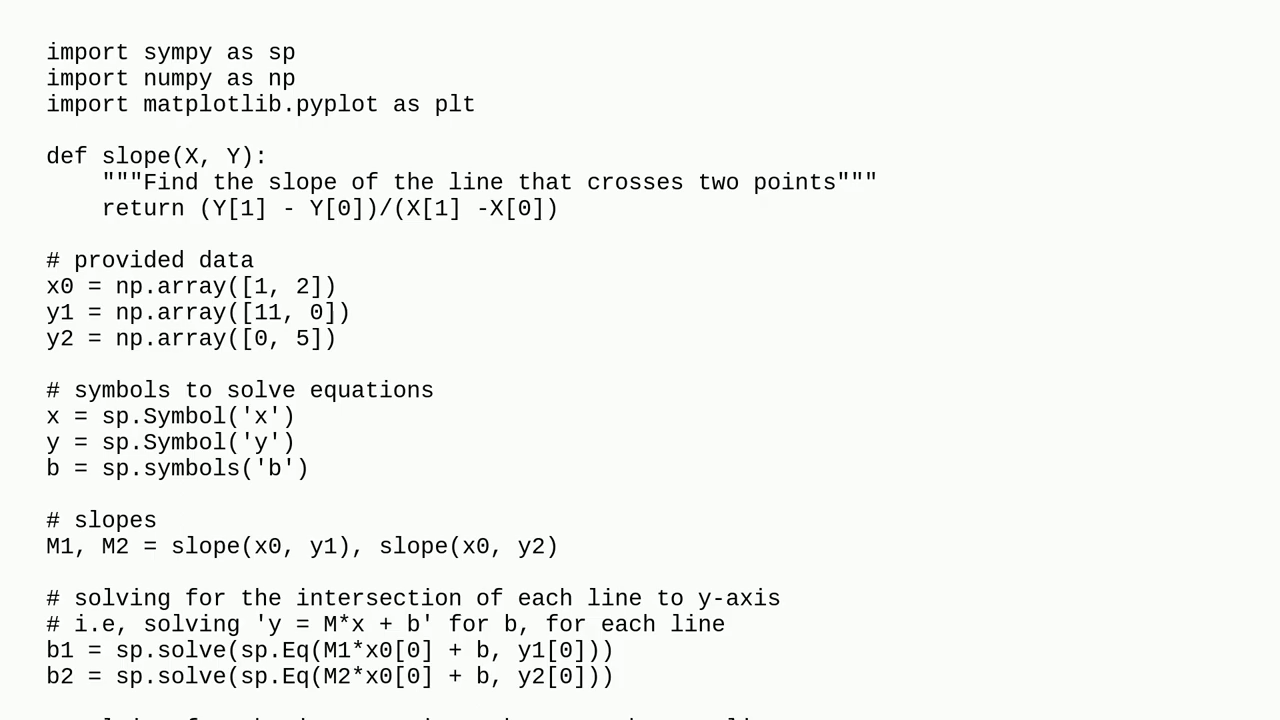 import sympy as sp
import numpy as np
import matplotlib.pyplot as plt
def slope(X, Y):
"""Find the slope of the line that crosses two points"""
return (Y[1] - Y[0])/(X[1] -X[0])
# provided data
x0 = np.array([1, 2])
y1 = np.array([11, 0])
y2 = np.array([0, 5])
# symbols to solve equations
x = sp.Symbol('x')
y = sp.Symbol('y')
b = sp.symbols('b')
# slopes
M1, M2 = slope(x0, y1), slope(x0, y2)
# solving for the intersection of each line to y-axis
# i.e, solving 'y = M*x + b' for b, for each line
b1 = sp.solve(sp.Eq(M1*x0[0] + b, y1[0]))
b2 = sp.solve(sp.Eq(M2*x0[0] + b, y2[0]))